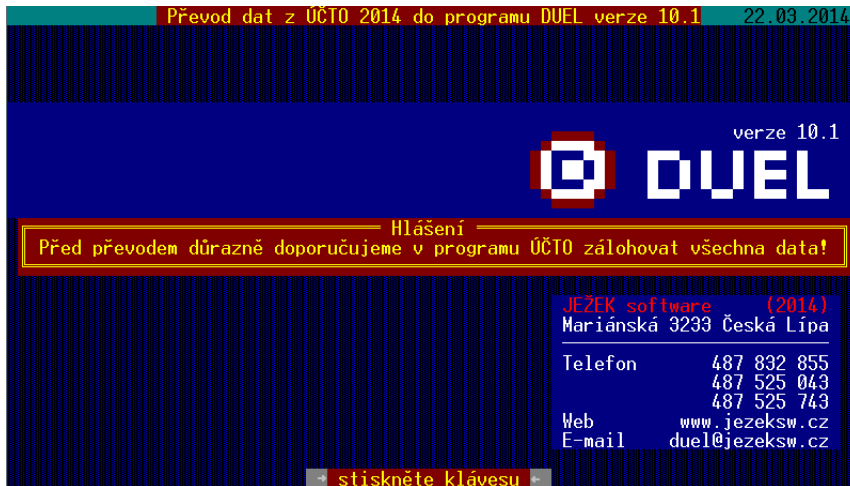 Převod dat z ÚČTO 2014 do programu DUEL verze 10.1 22.03.2014
verze 10.1
DUEL
Hlášení
Před převodem důrazně doporučujeme v programu ÚČTO zálohovat všechna data!
JEŽEK software (2014)
Mariánská 3233 Česká Lípa
Telefon 487 832 855
487 525 043
487 525 743
Web www.jezeksw.cz
E-mail duel@jezeksw.cz
stiskněte klávesu